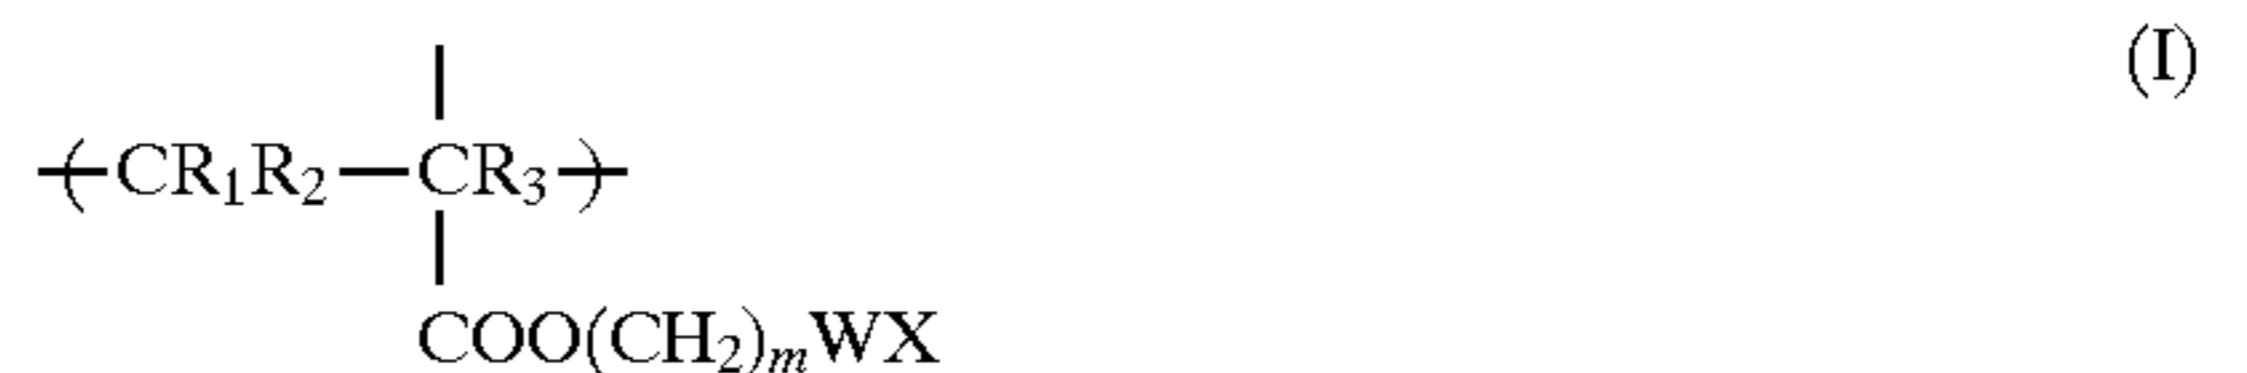 (I)
-(-CR₁R₂—CR₃-)-
COO(CH₂)ₘWX